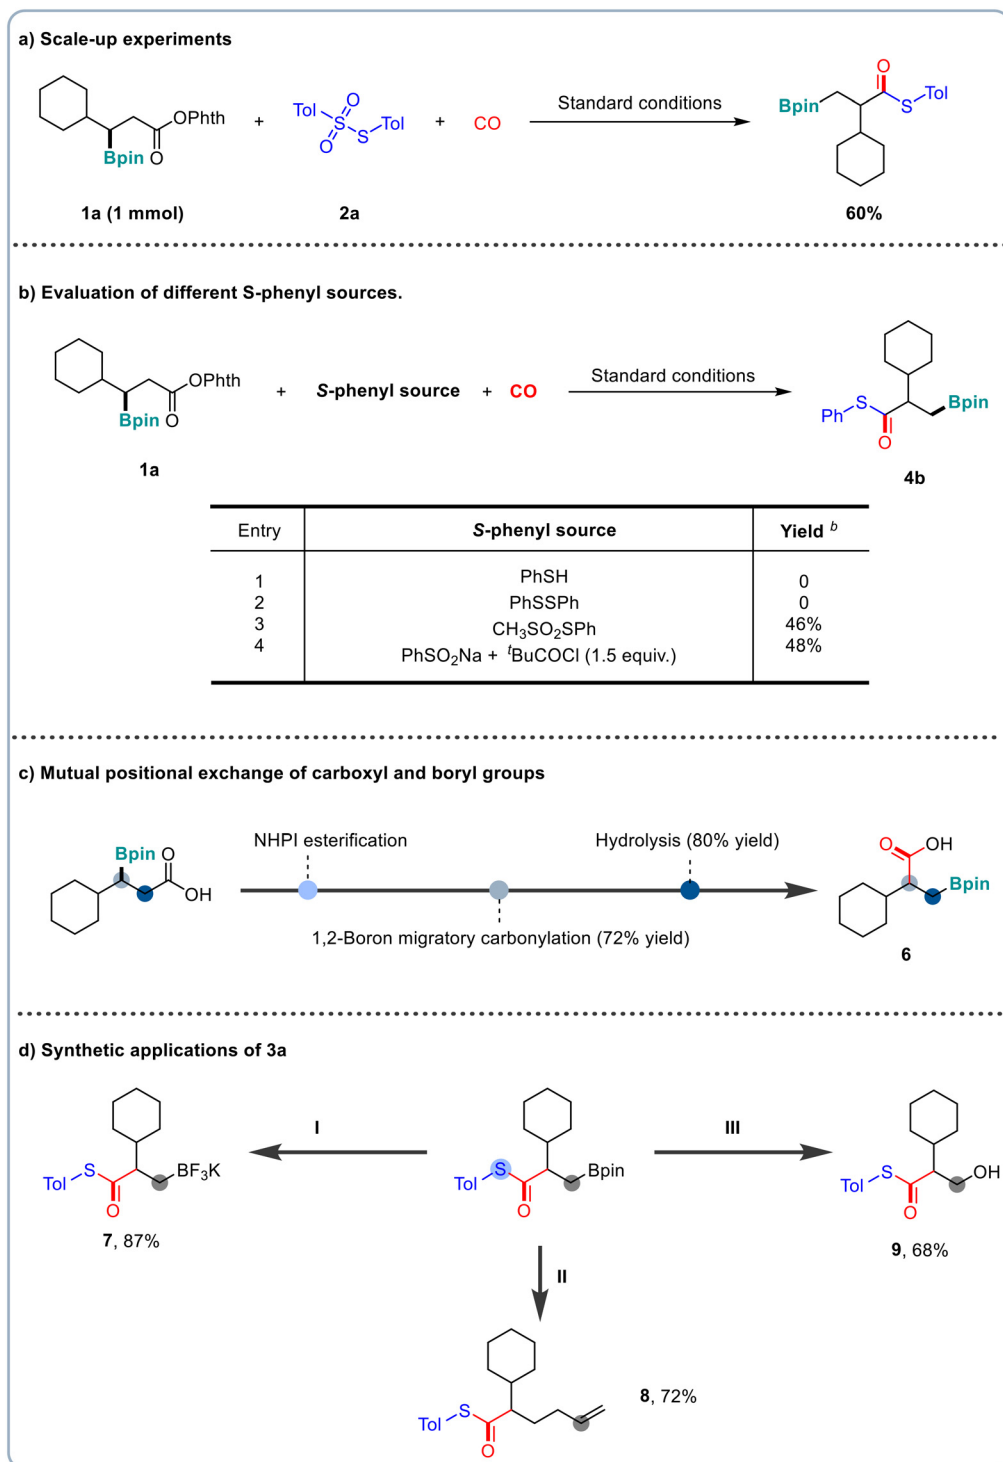 a) Scale-up experiments
OPhth
O
Bpin
1a (1 mmol)
+
Tol
O
S
O
S
Tol
2a
+
CO
Standard conditions
O
Bpin
S
Tol
60%
b) Evaluation of different S-phenyl sources.
OPhth
Bpin
O
1a
+
S-phenyl source
+
CO
Standard conditions
Ph
S
O
Bpin
4b
Entry S-phenyl source Yield b
1 PhSH 0
2 PhSSPh 0
3 CH3SO2SPh 46%
4 PhSO2Na + tBuCOCl (1.5 equiv.) 48%
c) Mutual positional exchange of carboxyl and boryl groups
Bpin
O
OH
NHPI esterification
1,2-Boron migratory carbonylation (72% yield)
Hydrolysis (80% yield)
O
OH
Bpin
6
d) Synthetic applications of 3a
S
Tol
O
BF3K
7, 87%
I
S
Tol
O
Bpin
III
S
Tol
O
OH
9, 68%
II
S
Tol
O
8, 72%